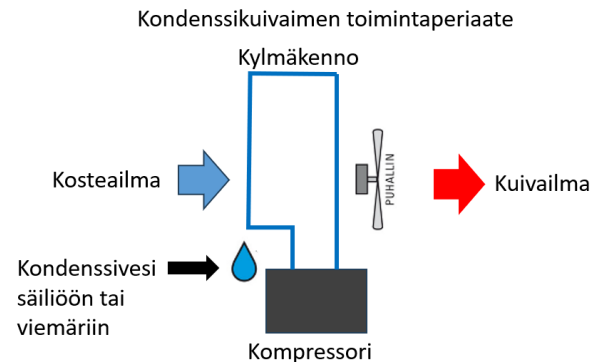 Kondenssikuivaimen toimintaperiaate
Kylmäkenno
Kosteailma
PUHALLIN
Kuivailma
Kondenssivesi
säiliöön tai
viemäriin
Kompressori